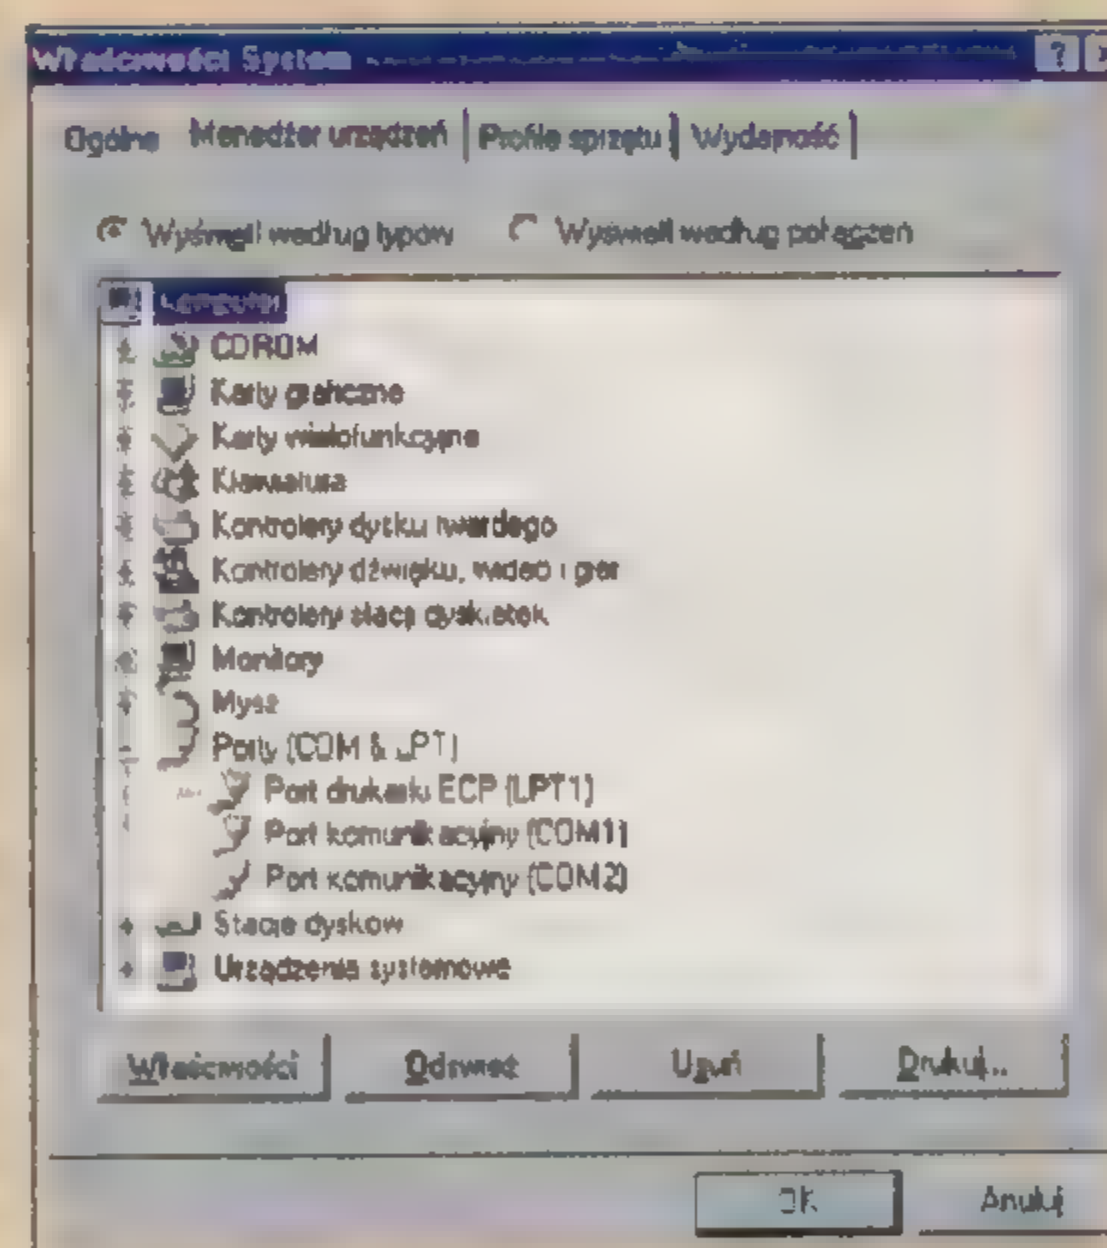 Właściwości System
Ogólne Menedżer urządzeń Profile sprzętu Wydajność
Wyświetl według typów Wyświetl według połączeń
Komputer
CDROM
Karty graficzne
Karty wielofunkcyjne
Klawiatura
Kontrolery dysku twardego
Kontrolery dźwięku, wideo i gier
Kontrolery stacji dyskietek
Monitory
Mysz
Porty (COM & LPT)
Port drukarki ECP (LPT1)
Port komunikacyjny (COM1)
Port komunikacyjny (COM2)
Stacje dysków
Urządzenia systemowe
Właściwości Odśwież Usuń Drukuj...
OK Anuluj